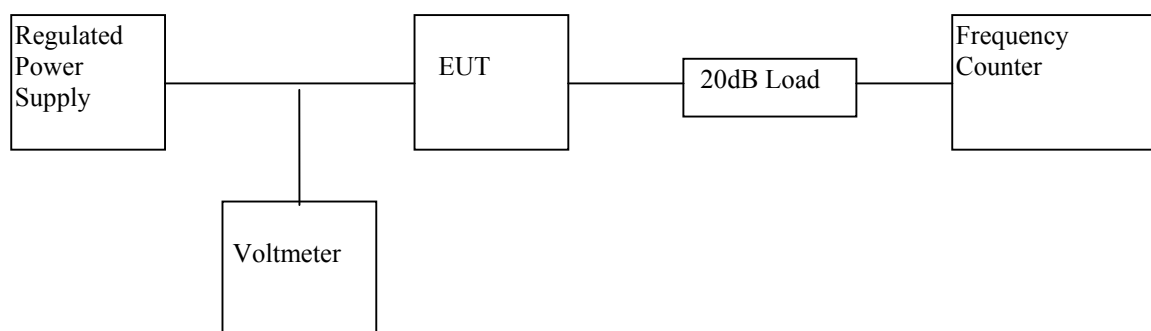 Regulated
Power
Supply
EUT
20dB Load
Frequency
Counter
Voltmeter